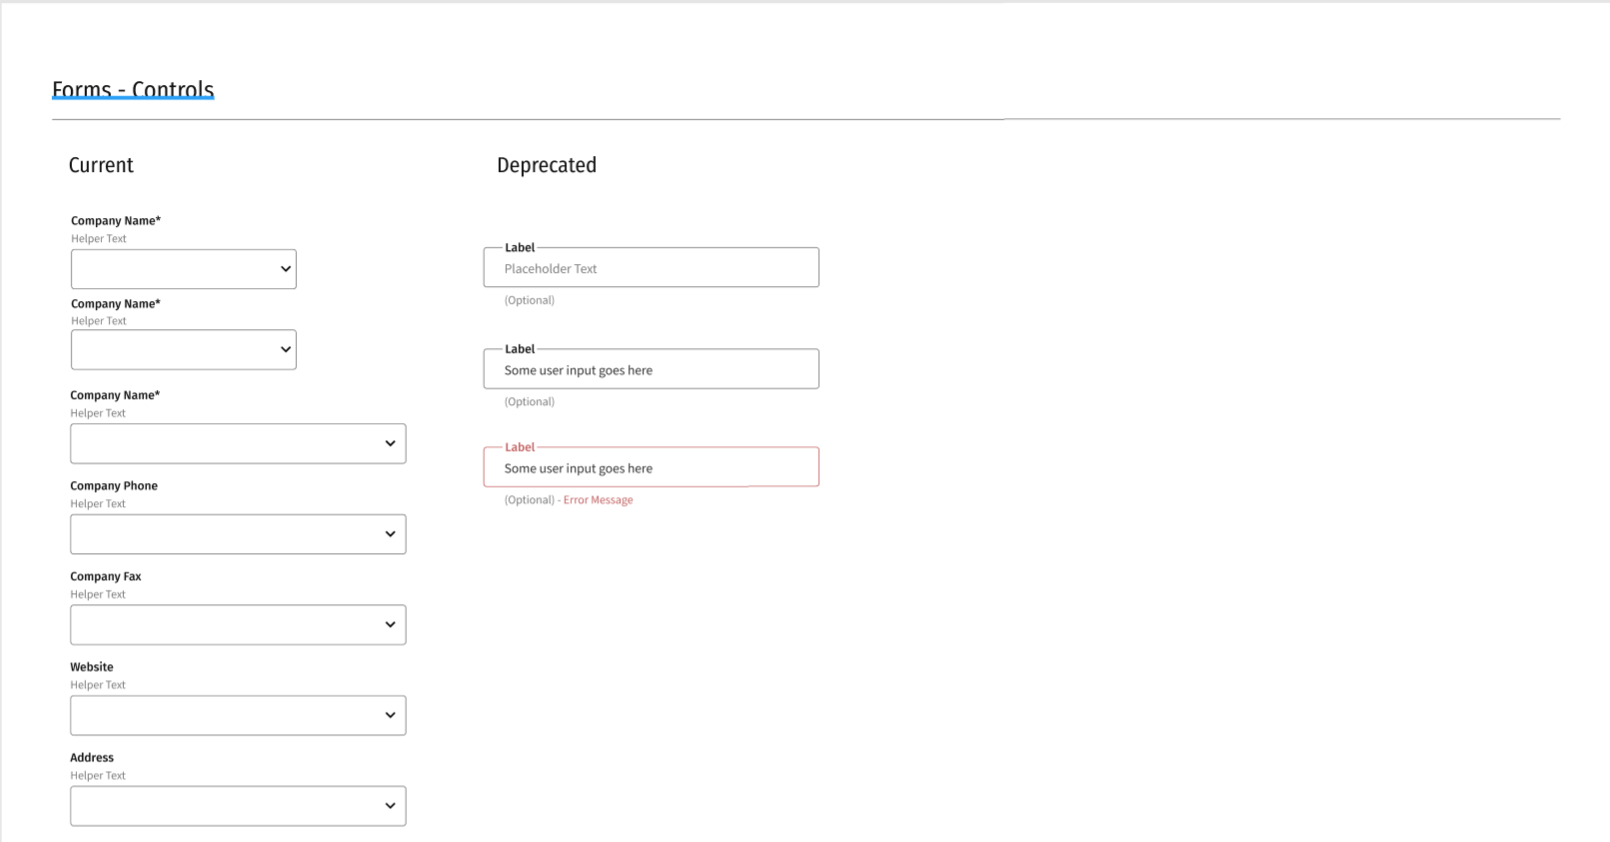 Forms - Controls
Current
Company Name*
Helper Text
Company Name*
Helper Text
Company Name*
Helper Text
Company Phone
Helper Text
Company Fax
Helper Text
Website
Helper Text
Address
Helper Text
Deprecated
Label
Placeholder Text
(Optional)
Label
Some user input goes here
(Optional)
Label
Some user input goes here
(Optional) - Error Message